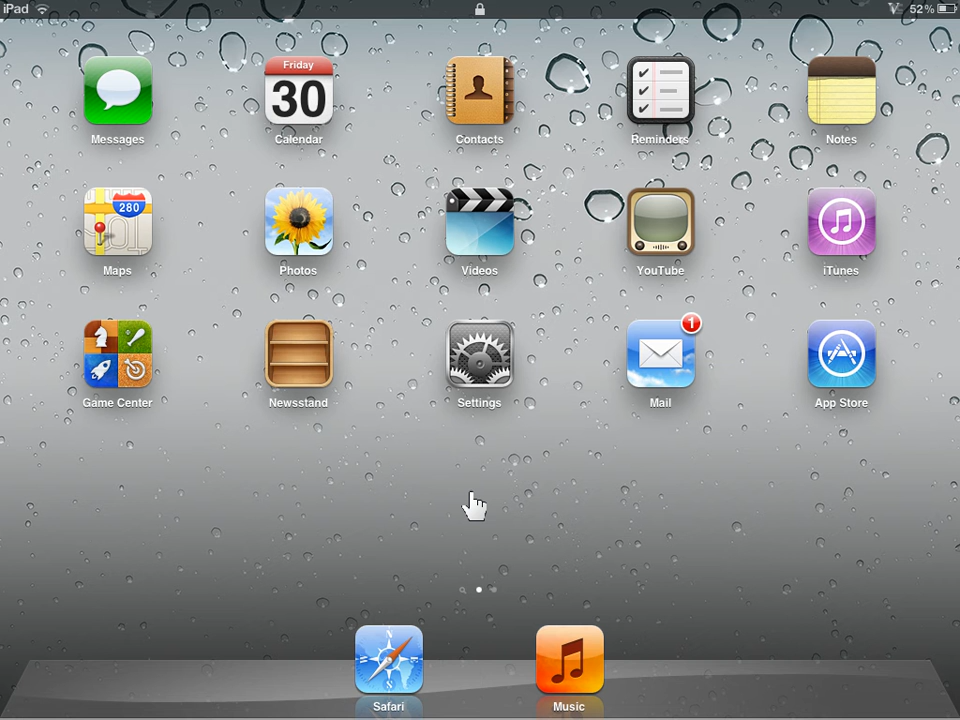 iPad
52%
Friday
30
Messages
Calendar
Contacts
Reminders
Notes
280
Maps
Photos
Videos
YouTube
iTunes
1
Game Center
Newsstand
Settings
Mail
App Store
N
S
Safari
Music